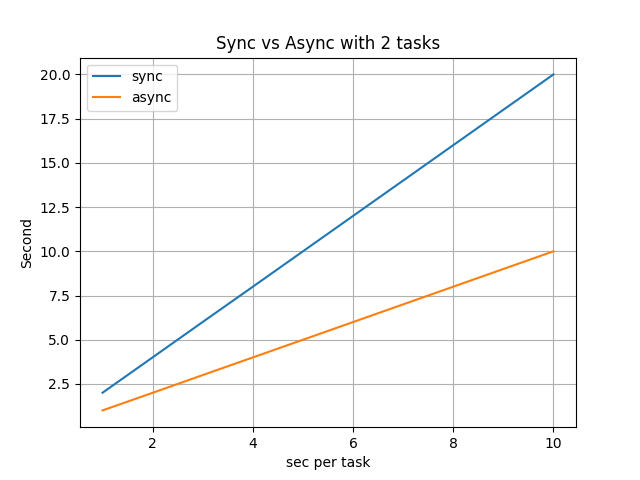 Sync vs Async with 2 tasks
sync
async
Second
20.0
17.5
15.0
12.5
10.0
7.5
5.0
2.5
2 4 6 8 10
sec per task